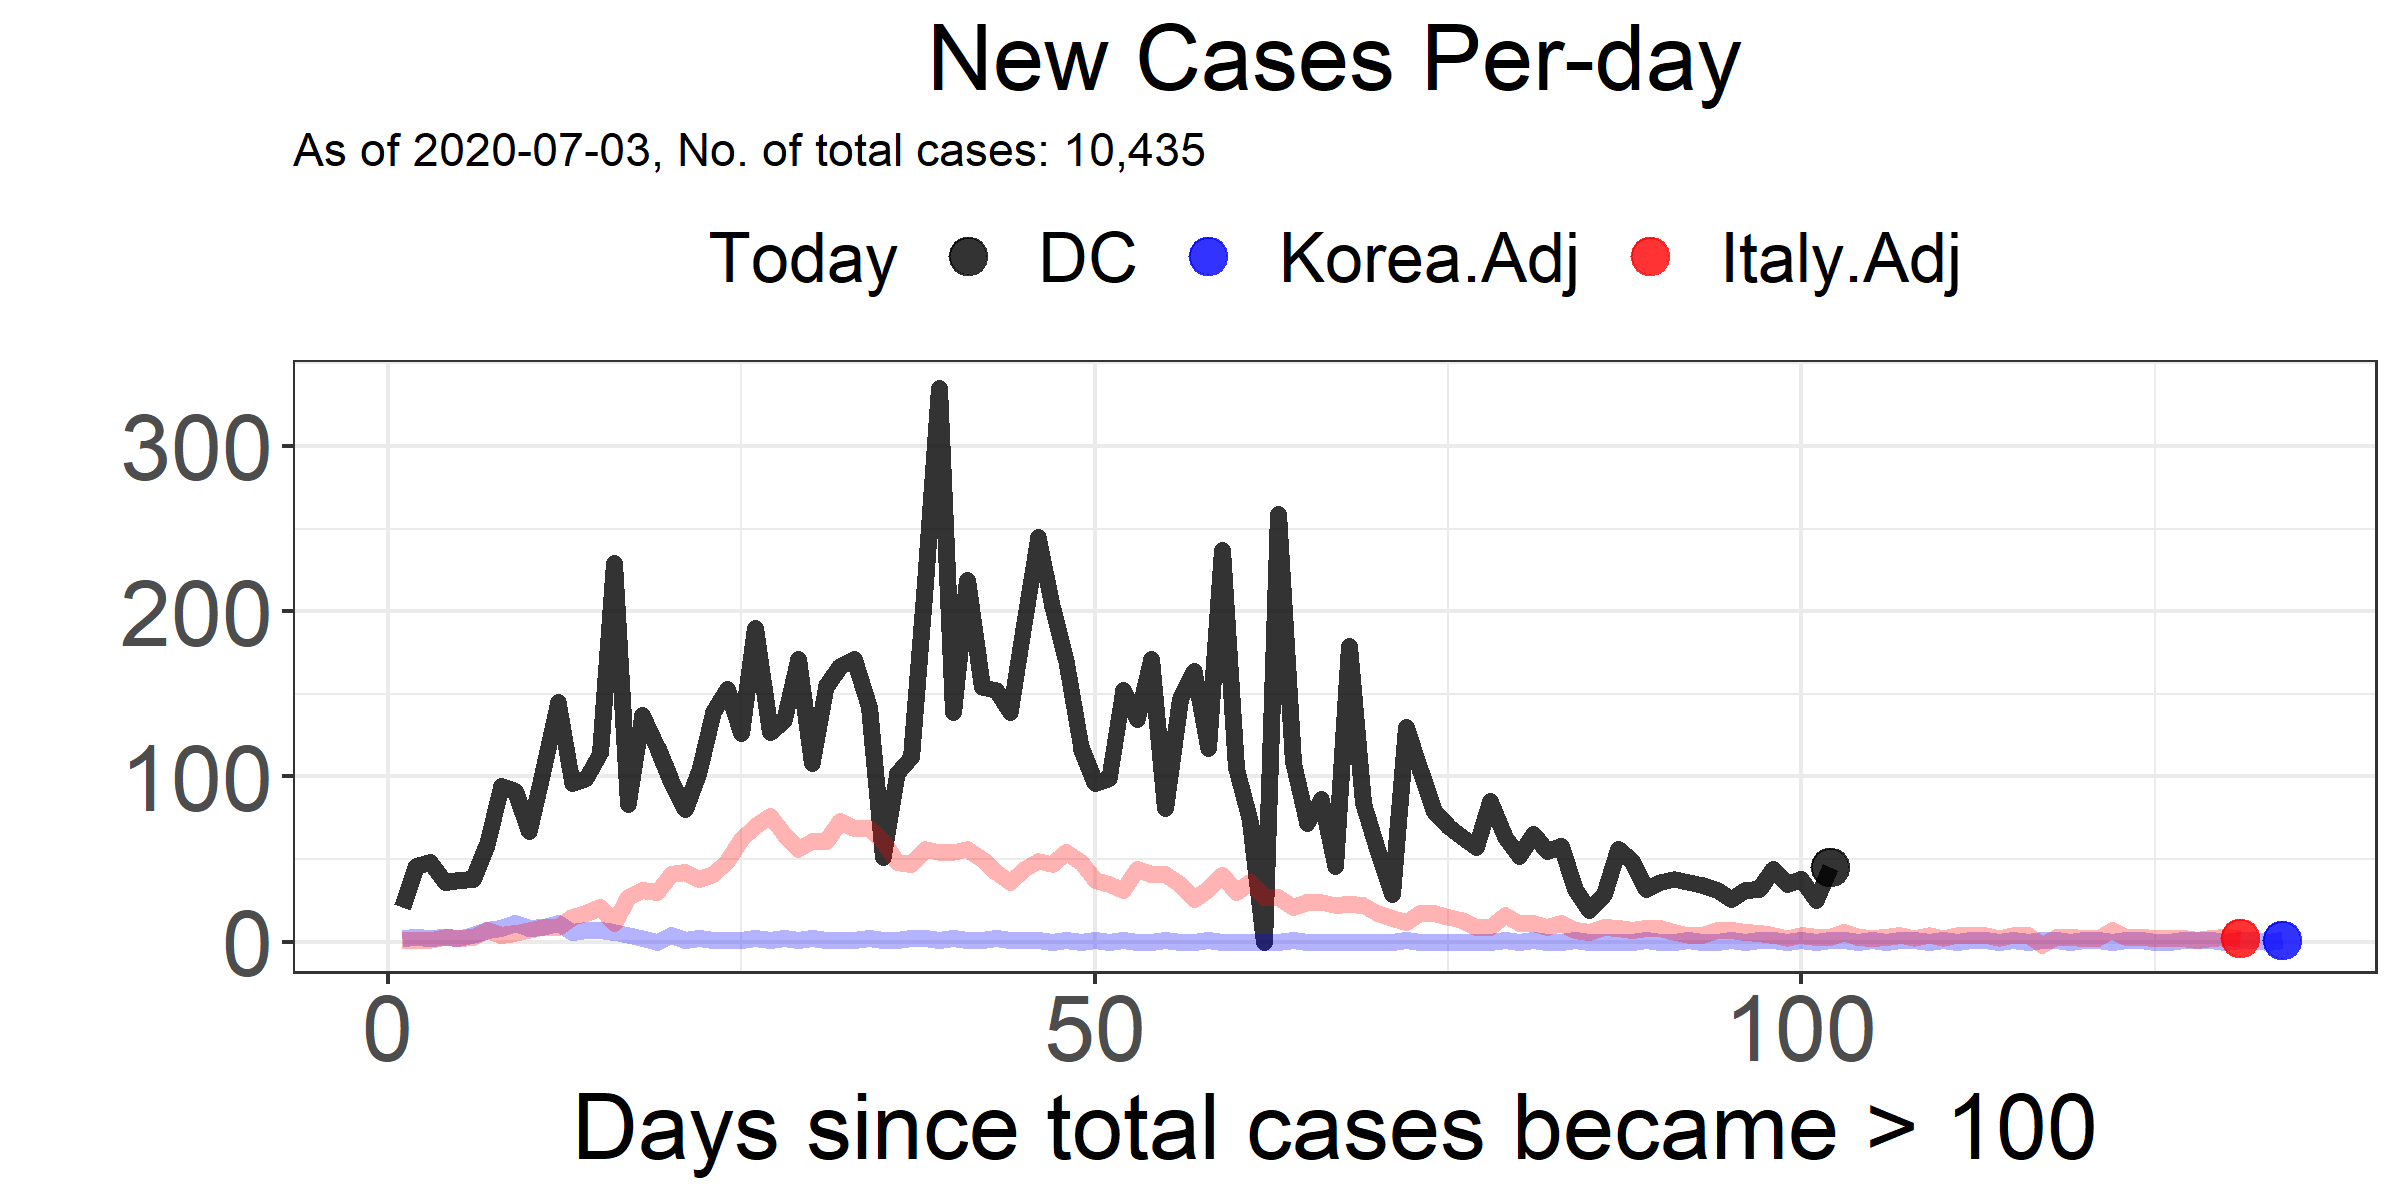 New Cases Per-day
As of 2020-07-03, No. of total cases: 10,435
Today DC Korea.Adj Italy.Adj
300
200
100
0
0 50 100
Days since total cases became > 100